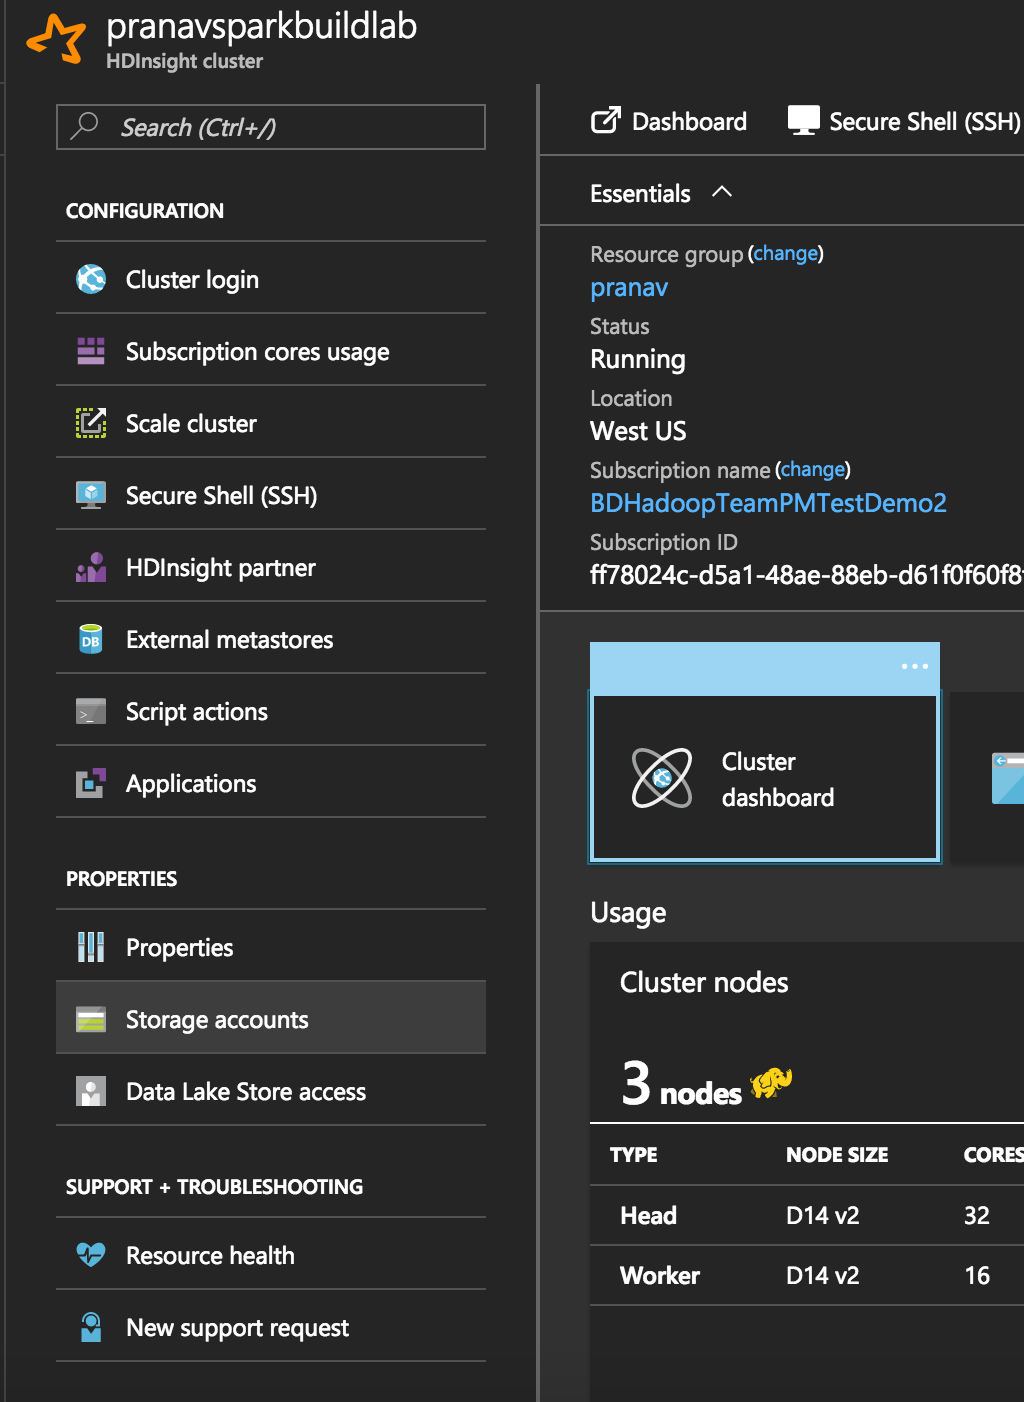 pranavsparkbuildlab
HDInsight cluster
Search (Ctrl+/)
CONFIGURATION
Cluster login
Subscription cores usage
Scale cluster
Secure Shell (SSH)
HDInsight partner
External metastores
DB
Script actions
>_
Applications
PROPERTIES
Properties
Storage accounts
Data Lake Store access
SUPPORT + TROUBLESHOOTING
Resource health
New support request
Dashboard
Secure Shell (SSH)
Essentials
Resource group (change)
pranav
Status
Running
Location
West US
Subscription name (change)
BDHadoopTeamPMTestDemo2
Subscription ID
ff78024c-d5a1-48ae-88eb-d61f0f60f8
Cluster
dashboard
Usage
Cluster nodes
3 nodes
TYPE NODE SIZE CORES
Head D14 v2 32
Worker D14 v2 16